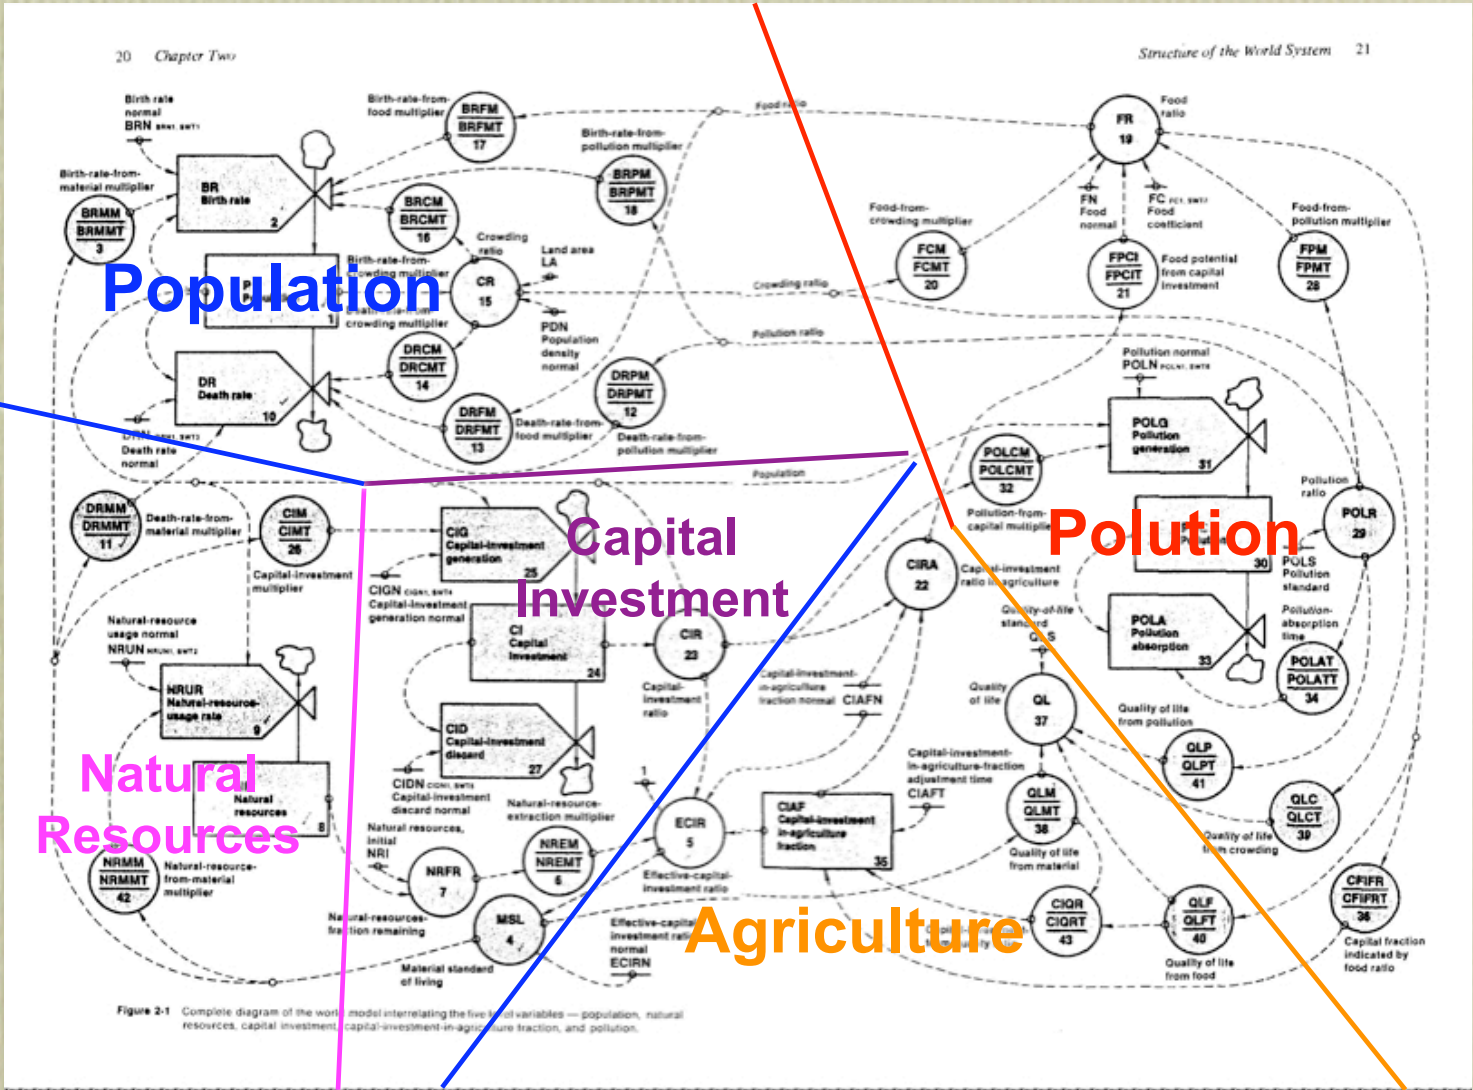 20 Chapter Two
Structure of the World System 21
Birth rate
normal
BRN BRN1, SWT1
Birth-rate-from-
food multiplier
BRFM
BRFMT
17
Food ratio
FR
19
Food
ratio
Birth-rate-from-
pollution multiplier
BRPM
BRPMT
18
Birth-rate-from-
material multiplier
BRMM
BRMMT
3
BR
Birth rate
2
BRCM
BRCMT
16
Crowding
ratio
Birth-rate-from-
crowding multiplier
CR
15
Land area
LA
PDN
Population
density
normal
Population
1
crowding multiplier
DRCM
DRCMT
14
DR
Death rate
10
Death rate
normal
DRFM
DRFMT
13
Death-rate-from-
food multiplier
DRPM
DRPMT
12
Death-rate-from-
pollution multiplier
Crowding ratio
Pollution ratio
Population
Food-from-
crowding multiplier
FCM
FCMT
20
FN
Food
normal
FC FC1, SWT7
Food
coefficient
FPCI
FPCIT
21
Food potential
from capital
investment
Food-from-
pollution multiplier
FPM
FPMT
28
Pollution normal
POLN POLN1, SWT6
POLG
Pollution
generation
31
POLCM
POLCMT
32
Pollution-from-
capital multiplier
Polution
30
Pollution
ratio
POLR
29
POLS
Pollution
standard
Pollution-
absorption
time
POLAT
POLATT
34
POLA
Pollution
absorption
33
DRMM
DRMMT
11
Death-rate-from-
material multiplier
CIM
CIMT
26
Capital-investment
multiplier
CIG
Capital-investment
generation
25
CIGN CIGN1, SWT4
Capital-investment
generation normal
Capital
Investment
CI
Capital
investment
24
CIR
23
Capital-
investment
ratio
CIRA
22
Capital-investment
ratio in agriculture
Natural-resource
usage normal
NRUN NRUN1, SWT2
NRUR
Natural-resource-
usage rate
9
Natural
Resources
Natural
resources
8
NRMM
NRMMT
42
Natural-resource-
from-material
multiplier
CID
Capital-investment
discard
27
CIDN CIDN1, SWT5
Capital-investment
discard normal
Natural-resource-
extraction multiplier
Natural resources,
initial
NRI
NRFR
7
Natural-resources-
fraction remaining
NREM
NREMT
6
1
ECIR
5
Effective-capital-
investment ratio
MSL
4
Material standard
of living
Effective-capital-
investment ratio
normal
ECIRN
Capital-investment-
in-agriculture
fraction normal CIAFN
Capital-investment-
in-agriculture-fraction
adjustment time
CIAFT
CIAF
Capital-investment
in-agriculture
fraction
35
Quality-of-life
standard
QLS
Quality
of life
QL
37
QLM
QLMT
38
Quality of life
from material
Quality of life
from pollution
QLP
QLPT
41
QLC
QLCT
39
Quality of life
from crowding
Agriculture
CIQR
CIQRT
43
QLF
QLFT
40
Quality of life
from food
CFIFR
CFIFRT
36
Capital fraction
indicated by
food ratio
Figure 2-1 Complete diagram of the world model interrelating the five level variables — population, natural
resources, capital investment, capital-investment-in-agriculture fraction, and pollution.